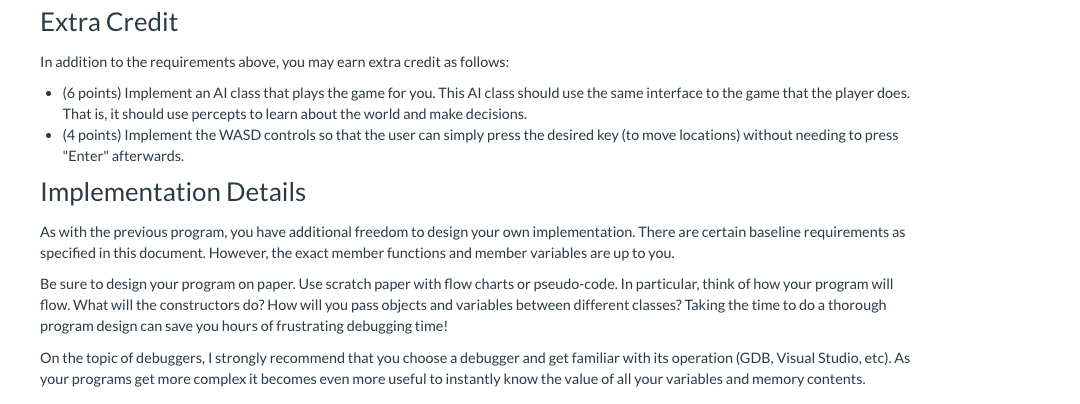 Extra Credit
In addition to the requirements above, you may earn extra credit as follows:
• (6 points) Implement an AI class that plays the game for you. This AI class should use the same interface to the game that the player does.
That is, it should use percepts to learn about the world and make decisions.
• (4 points) Implement the WASD controls so that the user can simply press the desired key (to move locations) without needing to press
"Enter" afterwards.
Implementation Details
As with the previous program, you have additional freedom to design your own implementation. There are certain baseline requirements as
specified in this document. However, the exact member functions and member variables are up to you.
Be sure to design your program on paper. Use scratch paper with flow charts or pseudo-code. In particular, think of how your program will
flow. What will the constructors do? How will you pass objects and variables between different classes? Taking the time to do a thorough
program design can save you hours of frustrating debugging time!
On the topic of debuggers, I strongly recommend that you choose a debugger and get familiar with its operation (GDB, Visual Studio, etc). As
your programs get more complex it becomes even more useful to instantly know the value of all your variables and memory contents.